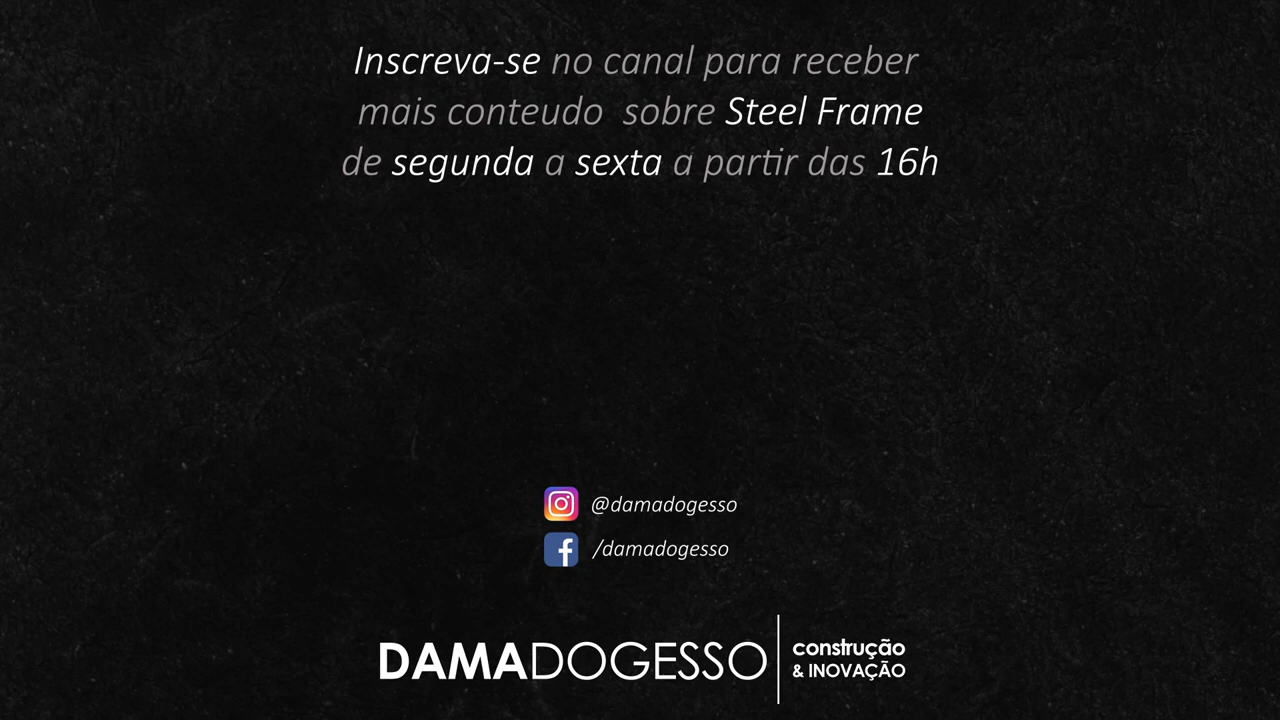 Inscreva-se no canal para receber
mais conteudo sobre Steel Frame
de segunda a sexta a partir das 16h
@damadogesso
/damadogesso
DAMADOGESSO
construção
& INOVAÇÃO